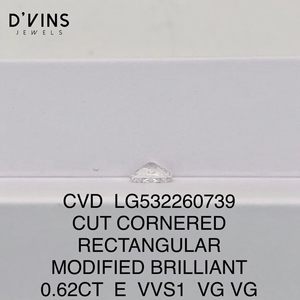 D'VINS
JEWELS
CVD LG532260739
CUT CORNERED
RECTANGULAR
MODIFIED BRILLIANT
0.62CT E VVS1 VG VG